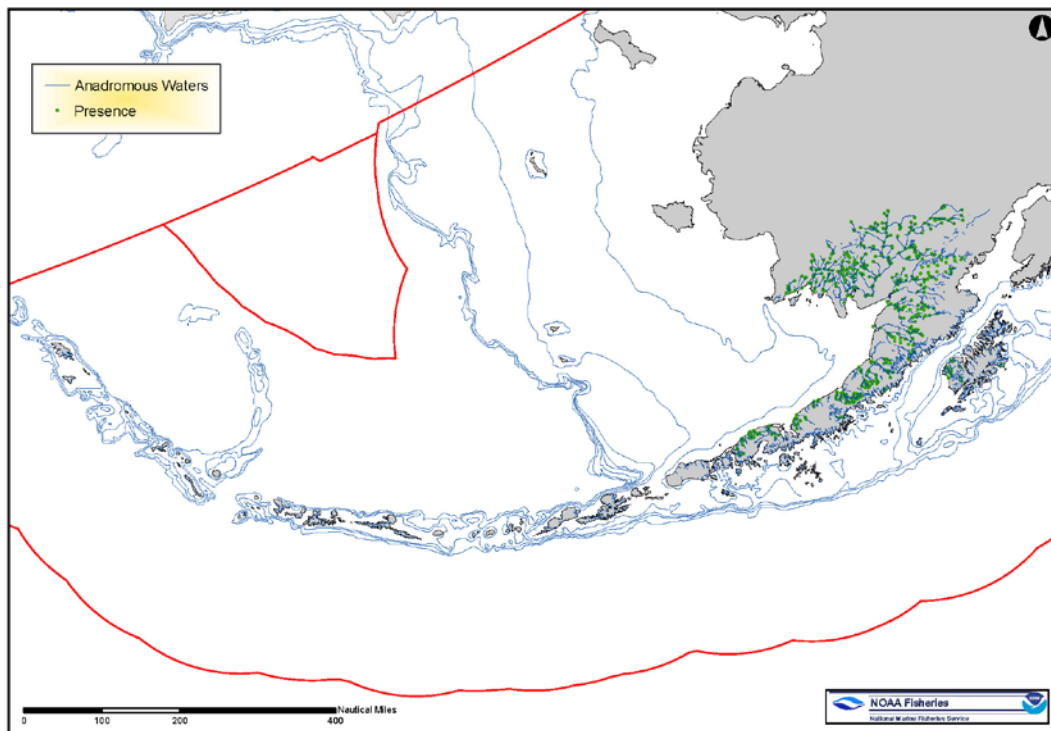 Anadromous Waters
Presence
Nautical Miles
0 100 200 400
NOAA Fisheries
National Marine Fisheries Service